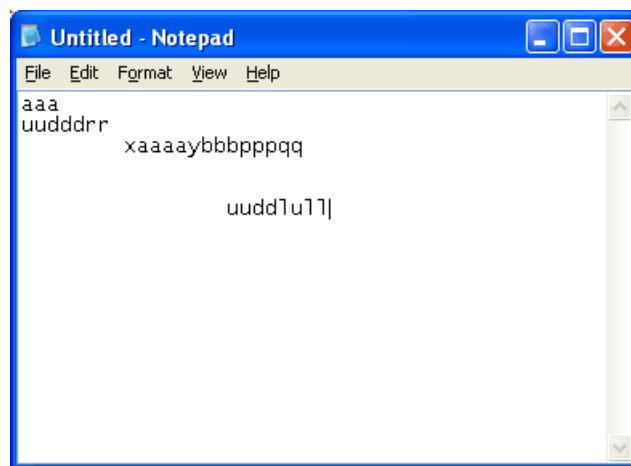 Untitled - Notepad
File Edit Format View Help
aaa
uudddrr
xaaaaybbbpppqq
uuddlull